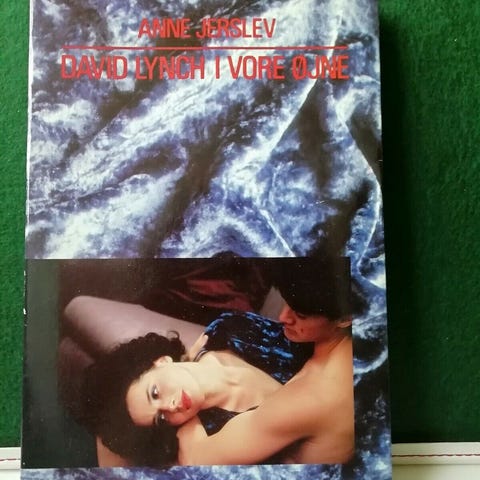 ANNE JERSLEV
DAVID LYNCH I VORE ØJNE